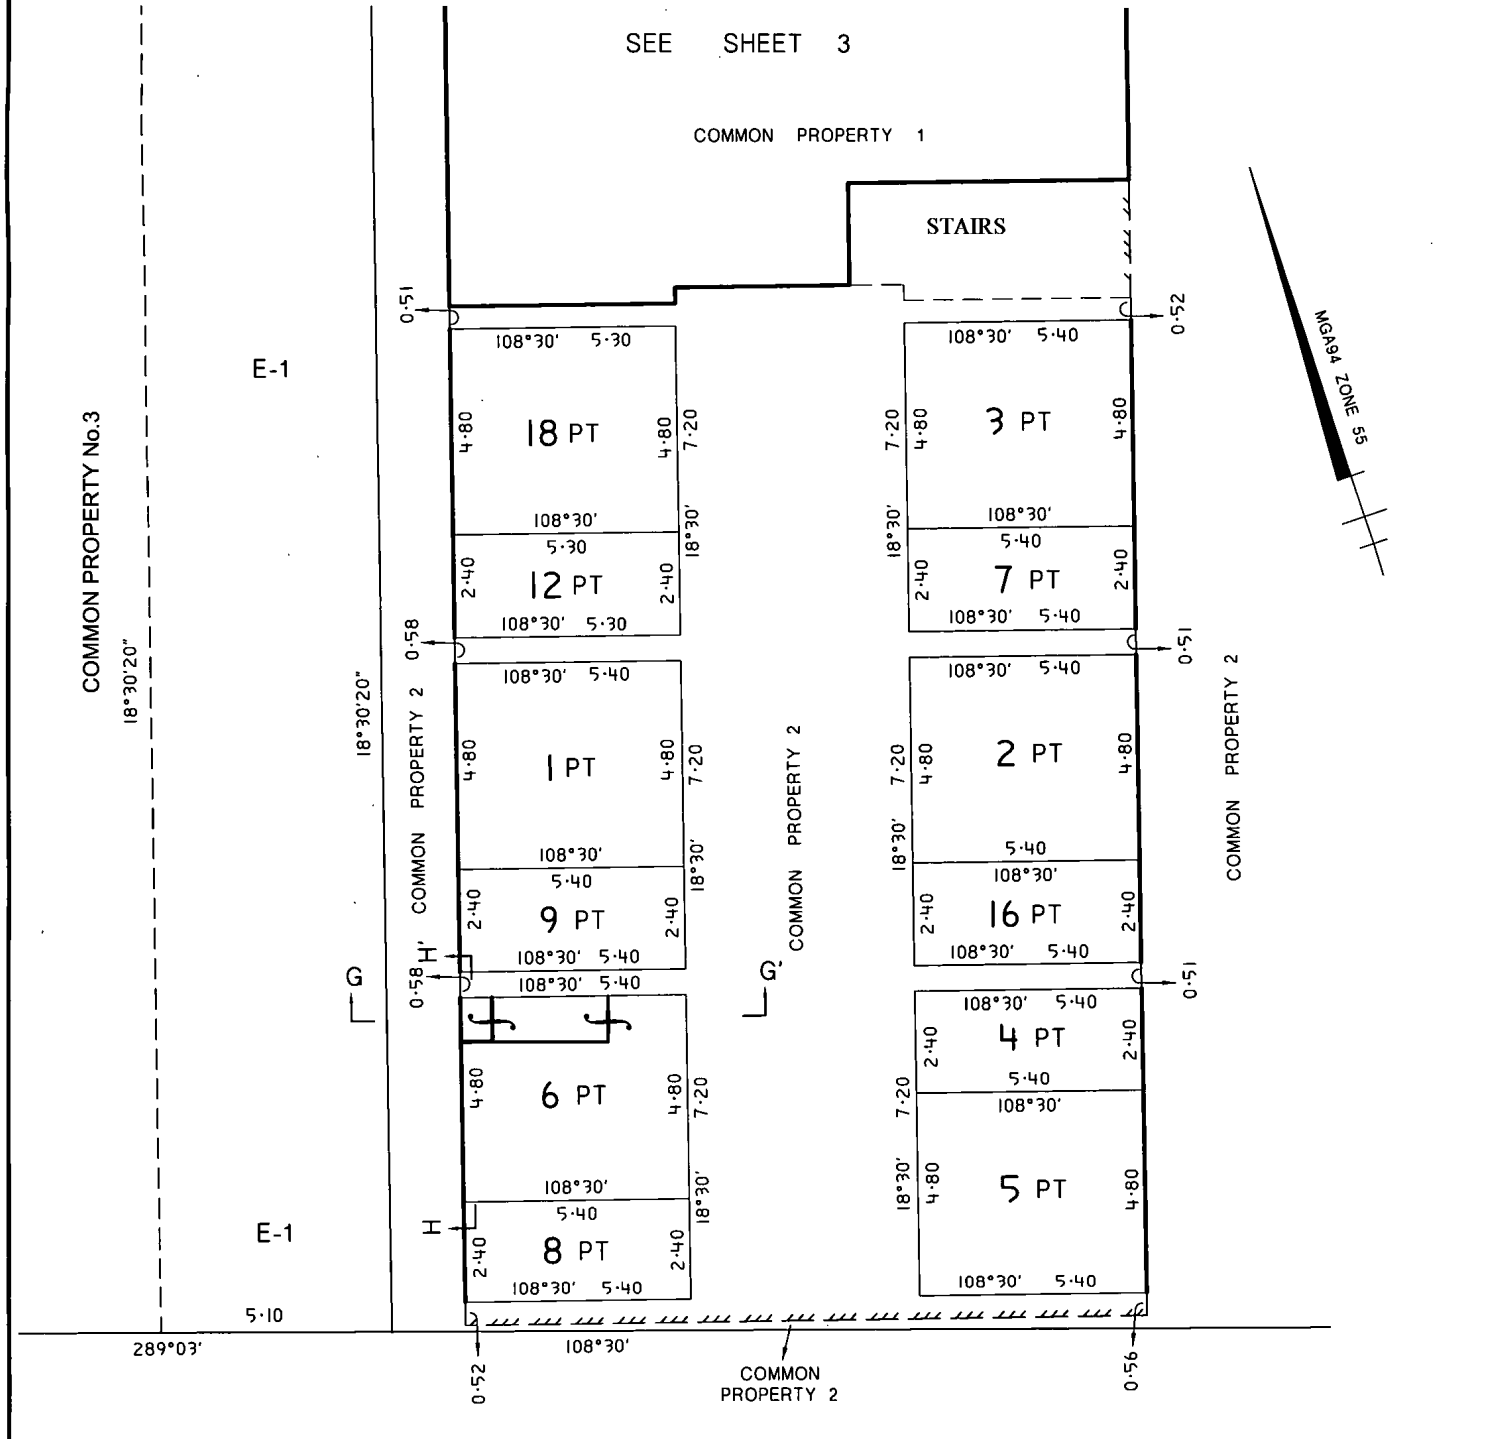 SEE SHEET 3
COMMON PROPERTY 1
STAIRS
0·51
0·52
MGA94 ZONE 55
E-1
COMMON PROPERTY No.3
18°30'20"
18°30'20"
108°30' 5·30
4·80
18 PT
4·80
7·20
108°30'
18°30'
5·30
2·40
12 PT
2·40
108°30' 5·30
108°30' 5·40
7·20
4·80
3 PT
4·80
108°30'
18°30'
5·40
2·40
7 PT
2·40
108°30' 5·40
0·58
0·51
COMMON PROPERTY 2
COMMON PROPERTY 2
COMMON PROPERTY 2
108°30' 5·40
4·80
1 PT
4·80
7·20
108°30'
18°30'
5·40
2·40
9 PT
2·40
108°30' 5·40
108°30' 5·40
7·20
4·80
2 PT
4·80
5·40
18°30'
108°30'
2·40
16 PT
2·40
108°30' 5·40
H'
G
0·58
G'
0·51
108°30' 5·40
4·80
6 PT
4·80
7·20
108°30'
18°30'
H
5·40
2·40
8 PT
2·40
108°30' 5·40
108°30' 5·40
2·40
4 PT
2·40
5·40
7·20
108°30'
18°30'
4·80
5 PT
4·80
108°30' 5·40
E-1
5·10
289°03'
108°30'
0·52
0·56
COMMON
PROPERTY 2